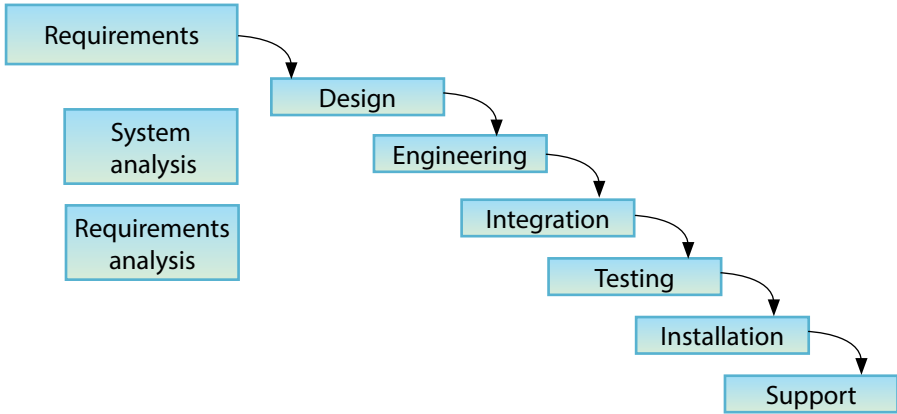 Requirements
Design
System
analysis
Engineering
Requirements
analysis
Integration
Testing
Installation
Support